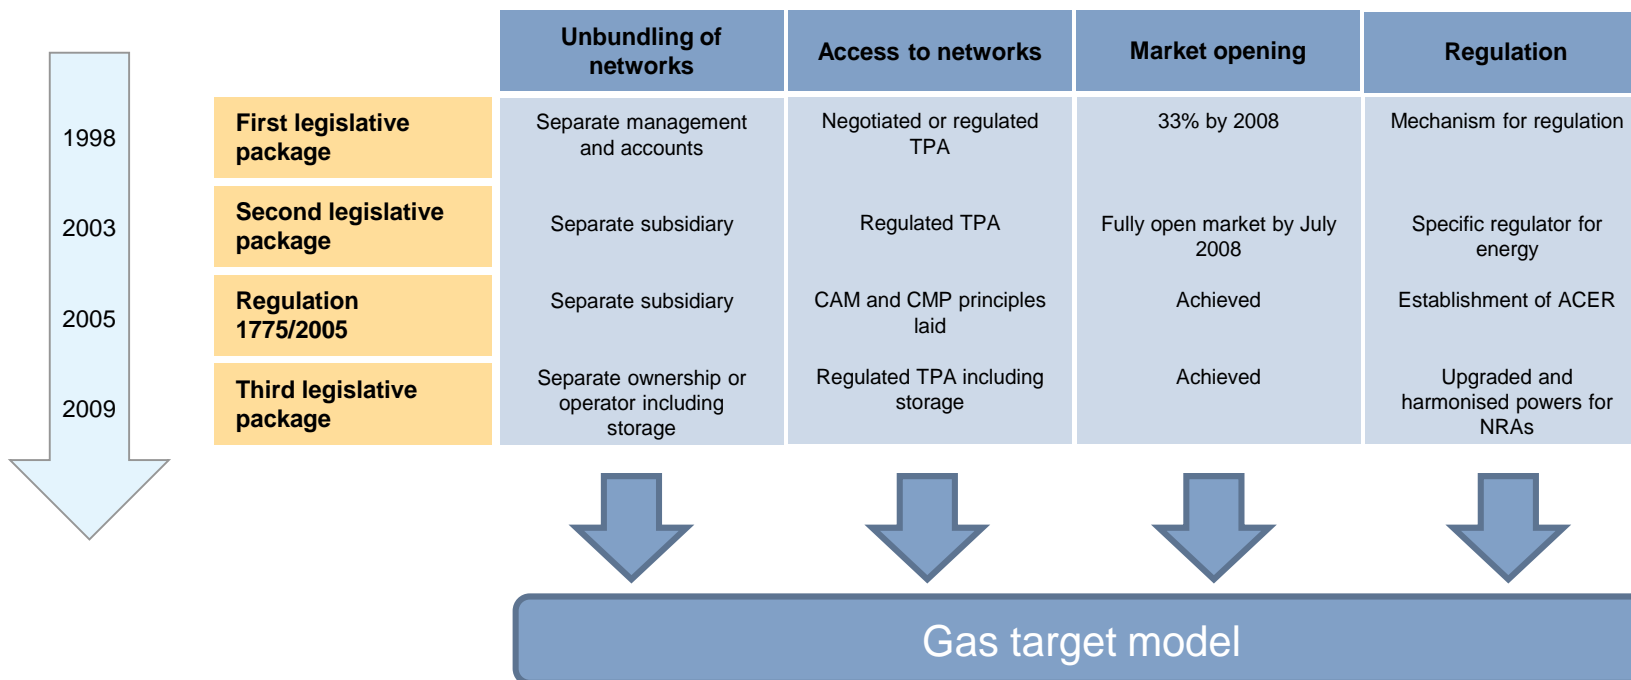 Unbundling of
networks
Access to networks
Market opening
Regulation
1998
First legislative
package
Separate management
and accounts
Negotiated or regulated
TPA
33% by 2008
Mechanism for regulation
2003
Second legislative
package
Separate subsidiary
Regulated TPA
Fully open market by July
2008
Specific regulator for
energy
2005
Regulation
1775/2005
Separate subsidiary
CAM and CMP principles
laid
Achieved
Establishment of ACER
2009
Third legislative
package
Separate ownership or
operator including
storage
Regulated TPA including
storage
Achieved
Upgraded and
harmonised powers for
NRAs
Gas target model